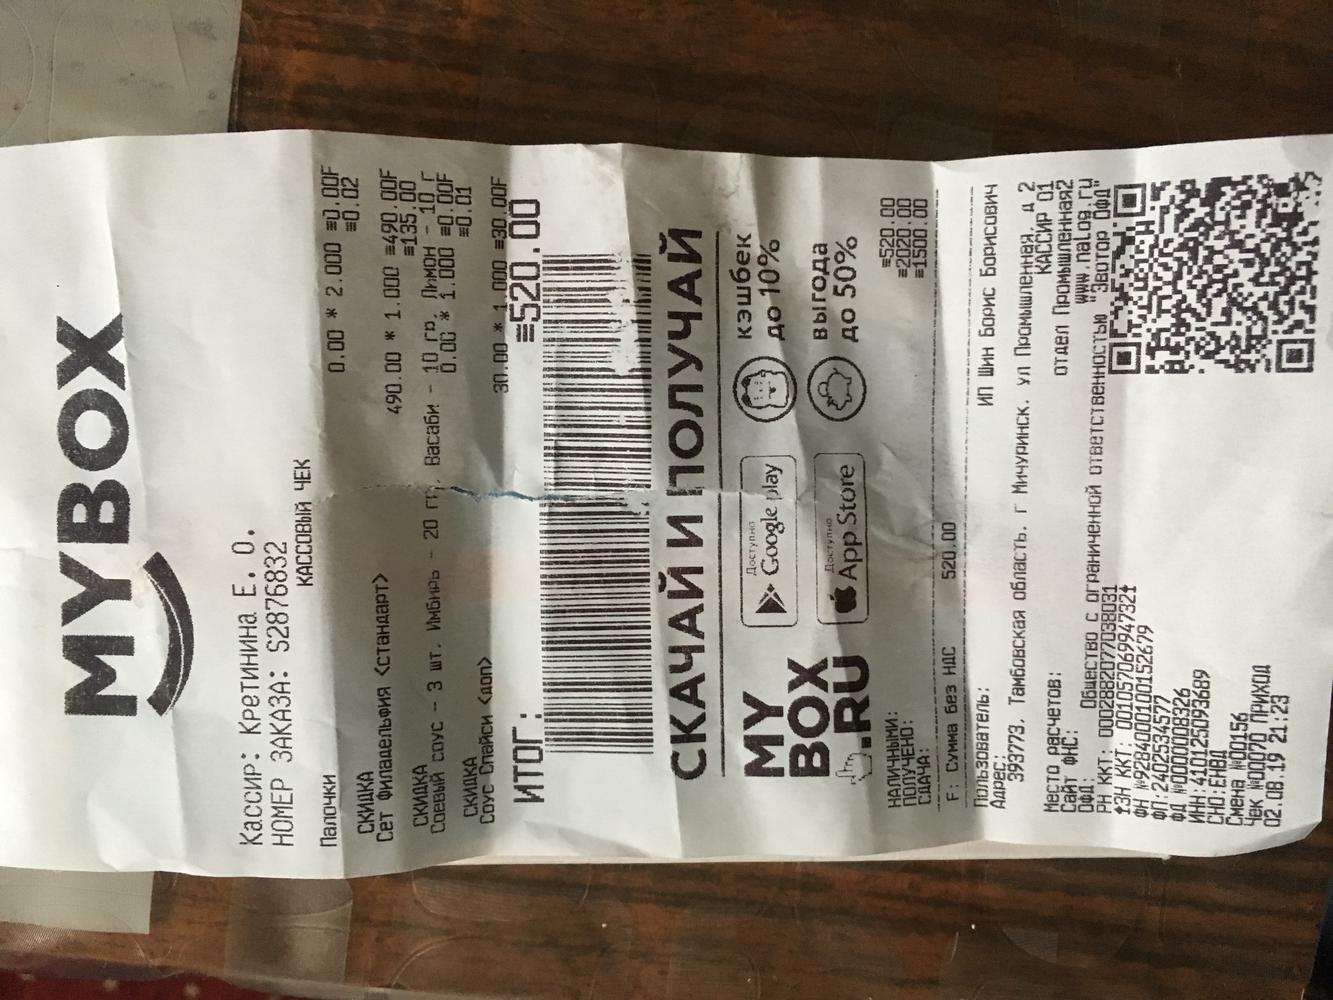 MYBOX
Кассир: Кретинина Е. О.
НОМЕР ЗАКАЗА: S2876832
КАССОВЫЙ ЧЕК
Палочки
0.00 * 2.000 ≡0.00F
СКИДКА ≡0.02
Сет Филадельфия <стандарт>
490.00 * 1.000 ≡490.00F
СКИДКА ≡135.00
Соевый соус - 3 шт. Имбирь - 20 гр, Васаби - 10 гр, Лимон - 10 г
0.00 * 1.000 ≡0.00F
СКИДКА ≡0.01
Соус Спайси <доп>
30.00 * 1.000 ≡30.00F
ИТОГ: ≡520.00
СКАЧАЙ И ПОЛУЧАЙ
MY
BOX
.RU
Доступно
Google play
Доступно
App Store
кэшбек
до 10%
выгода
до 50%
НАЛИЧНЫМИ: ≡520.00
ПОЛУЧЕНО: ≡2020.00
СДАЧА: ≡1500.00
F: Сумма без НДС 520.00
Пользователь: ИП Шин Борис Борисович
Адрес:
393773, Тамбовская область. г Мичуринск. ул Промышленная, д 2
КАССИР 01
Место расчетов: отдел Промышленная2
Сайт ФНС: www.nalog.ru
ОФД: Общество с ограниченной ответственностью "Эвотор ОФД"
РН ККТ: 0002882077038031
ЗН ККТ: 00105706994732
ФН №9284000100152679
ФП:2402534577
ФД №0000008326
ИНН:410125093689
СНО:ЕНВД
Смена №00156
Чек №00070 ПРИХОД
02.08.19 21:23